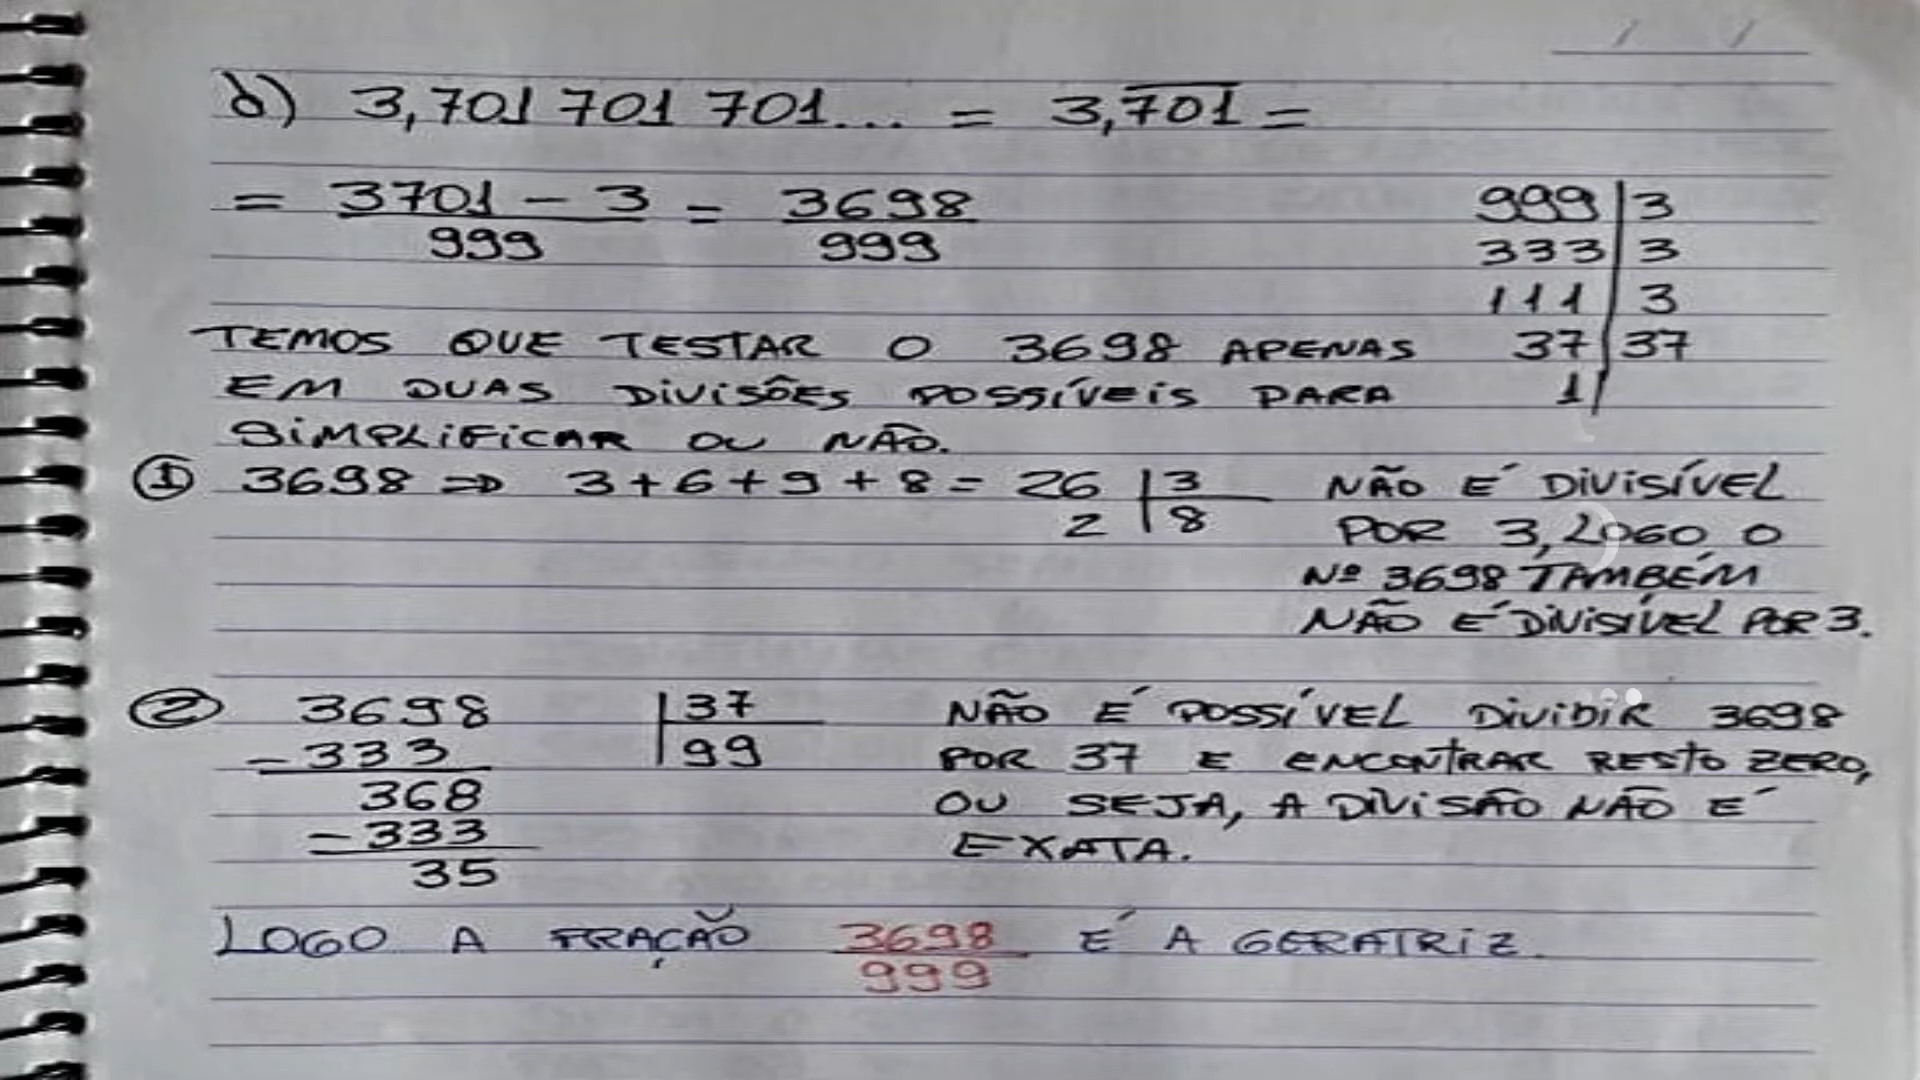 d) 3,701 701 701... = 3,7̅0̅1̅ =
= 3701 - 3 / 999 = 3698 / 999
999 | 3
333 | 3
111 | 3
37 | 37
1 |
TEMOS QUE TESTAR O 3698 APENAS
EM DUAS DIVISÕES POSSÍVEIS PARA
SIMPLIFICAR OU NÃO.
① 3698 ⇒ 3+6+9+8 = 26 | 3
2 | 8
NÃO É DIVISÍVEL
POR 3, LOGO O
Nº 3698 TAMBÉM
NÃO É DIVISÍVEL POR 3.
② 3698 | 37
-333 | 99
368
-333
35
NÃO É POSSÍVEL DIVIDIR 3698
POR 37 E ENCONTRAR RESTO ZERO,
OU SEJA, A DIVISÃO NÃO É
EXATA.
LOGO A FRAÇÃO 3698 / 999 É A GERATRIZ.